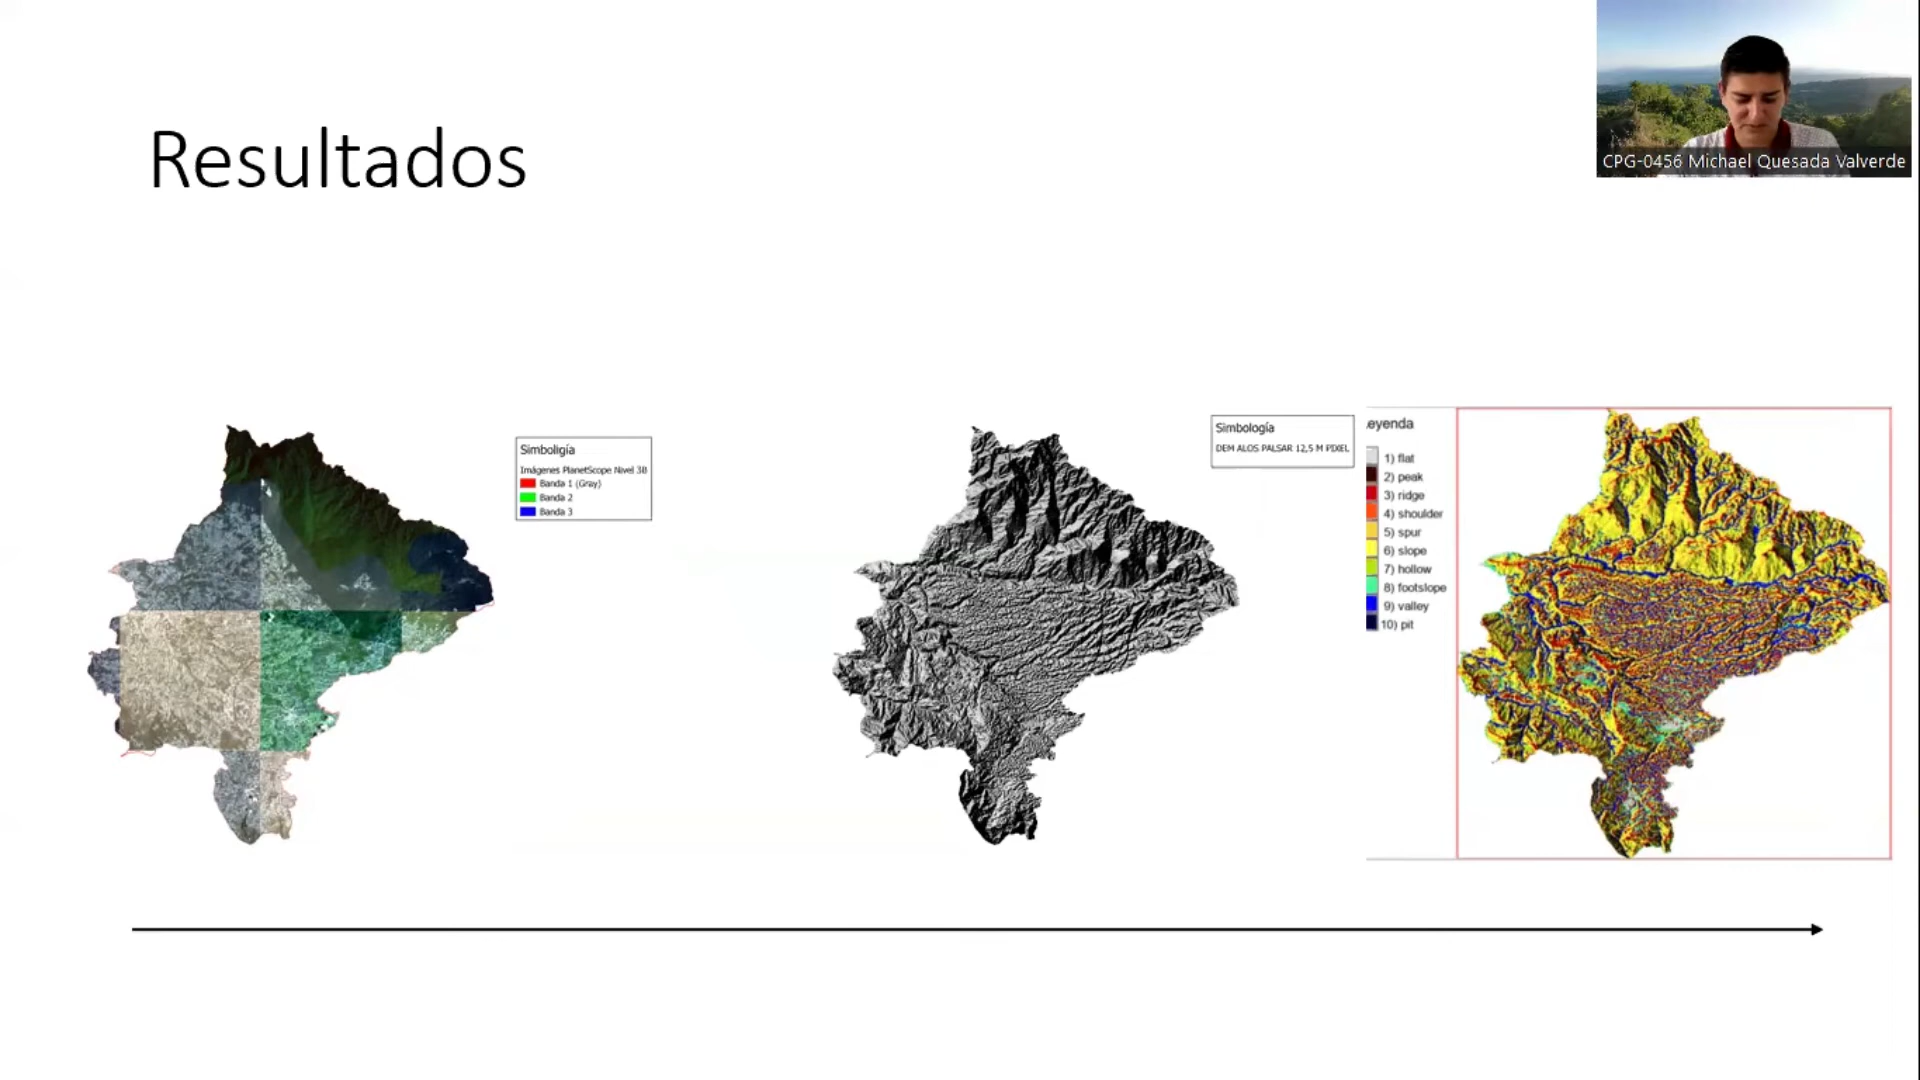 CPG-0456 Michael Quesada Valverde
Resultados
Simboligía
Imágenes PlanetScope Nivel 3B
Banda 1 (Gray)
Banda 2
Banda 3
Simbología
DEM ALOS PALSAR 12,5 M PIXEL
eyenda
1) flat
2) peak
3) ridge
4) shoulder
5) spur
6) slope
7) hollow
8) footslope
9) valley
10) pit